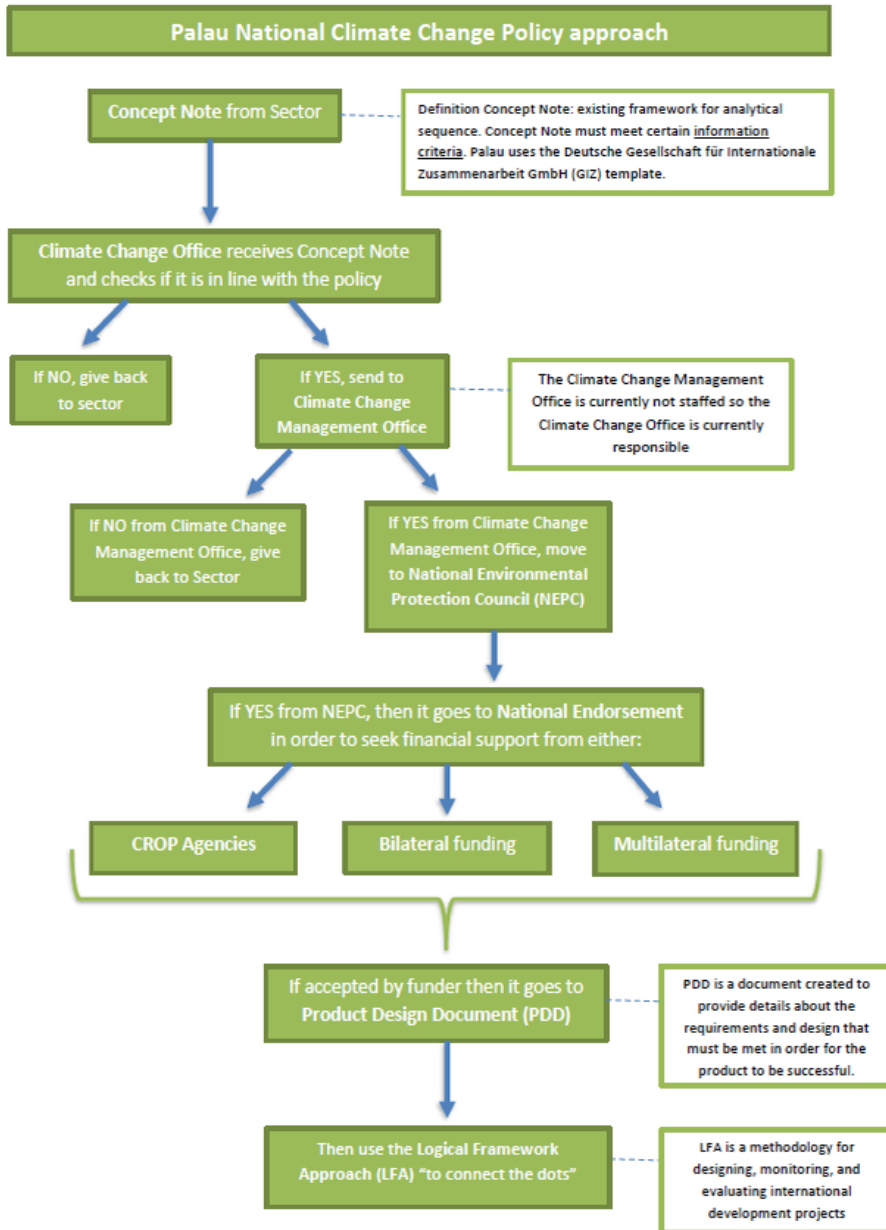 Palau National Climate Change Policy approach
Concept Note from Sector
Definition Concept Note: existing framework for analytical
sequence. Concept Note must meet certain information
criteria. Palau uses the Deutsche Gesellschaft für Internationale
Zusammenarbeit GmbH (GIZ) template.
Climate Change Office receives Concept Note
and checks if it is in line with the policy
If NO, give back
to sector
If YES, send to
Climate Change
Management Office
The Climate Change Management
Office is currently not staffed so the
Climate Change Office is currently
responsible
If NO from Climate Change
Management Office, give
back to Sector
If YES from Climate Change
Management Office, move
to National Environmental
Protection Council (NEPC)
If YES from NEPC, then it goes to National Endorsement
in order to seek financial support from either:
CROP Agencies
Bilateral funding
Multilateral funding
If accepted by funder then it goes to
Product Design Document (PDD)
PDD is a document created to
provide details about the
requirements and design that
must be met in order for the
product to be successful.
Then use the Logical Framework
Approach (LFA) “to connect the dots”
LFA is a methodology for
designing, monitoring, and
evaluating international
development projects